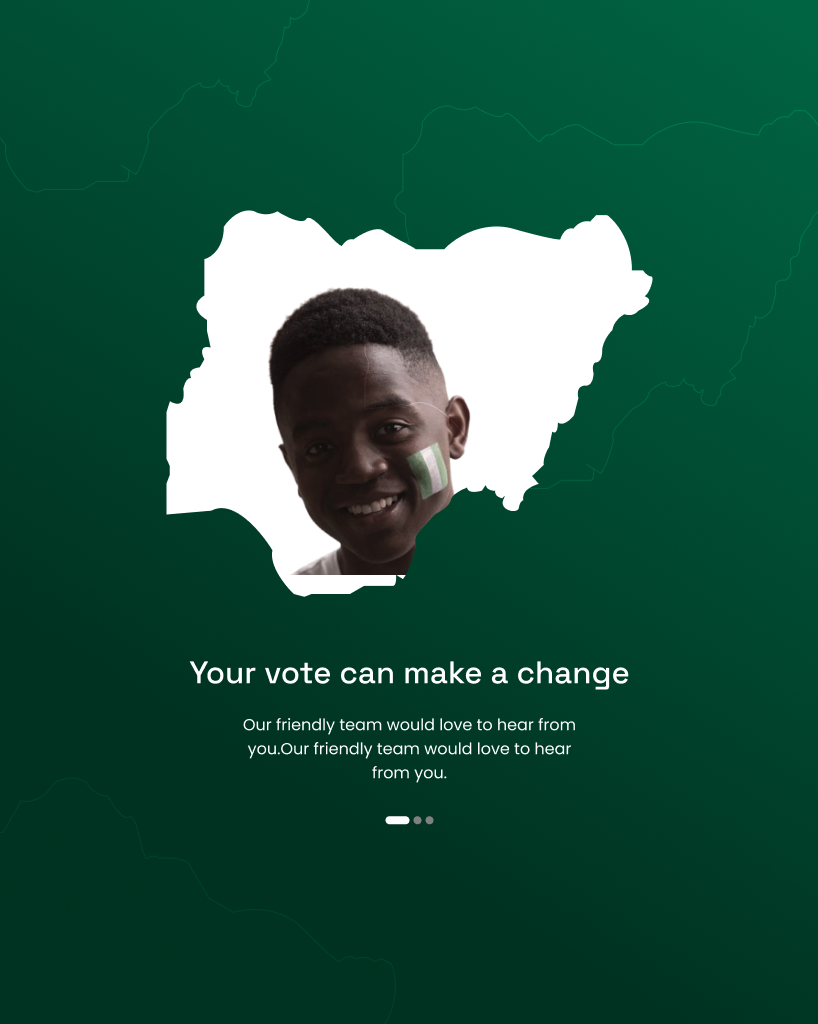 Your vote can make a change
Our friendly team would love to hear from
you.Our friendly team would love to hear
from you.